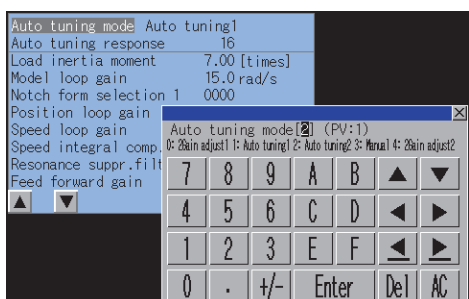 Auto tuning mode Auto tuning1
Auto tuning response 16
Load inertia moment 7.00 [times]
Model loop gain 15.0 rad/s
Notch form selection 1 0000
Position loop gain
Speed loop gain
Speed integral comp.
Resonance suppr.filt
Feed forward gain
▲ ▼
X
Auto tuning mode[2] (PV:1)
0: 2Gain adjust1 1: Auto tuning1 2: Auto tuning2 3: Manual 4: 2Gain adjust2
7 8 9 A B ▲ ▼
4 5 6 C D ◀ ▶
1 2 3 E F ◀ ▶
0 . +/- Enter Del AC